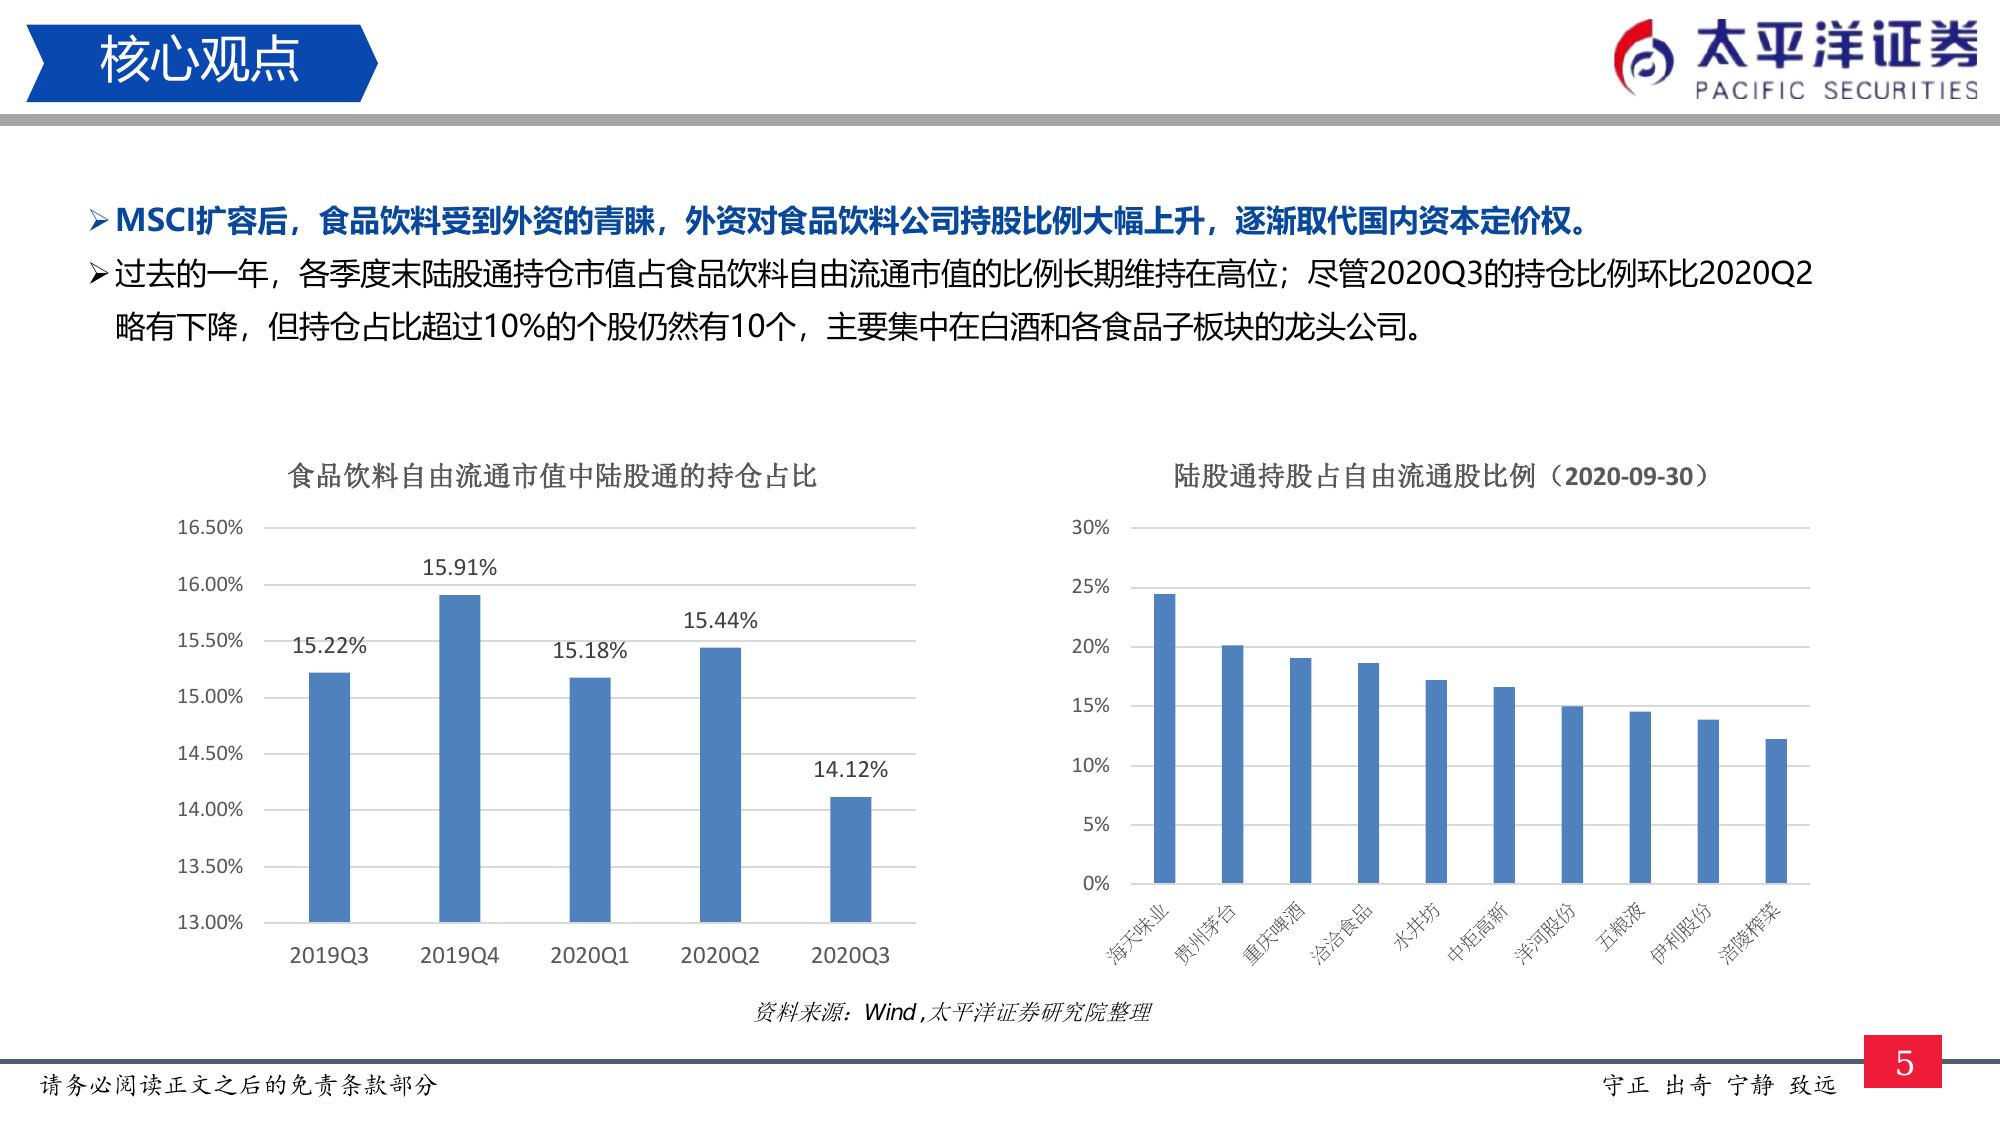 核心观点
太平洋证券
PACIFIC SECURITIES
MSCI扩容后，食品饮料受到外资的青睐，外资对食品饮料公司持股比例大幅上升，逐渐取代国内资本定价权。
过去的一年，各季度末陆股通持仓市值占食品饮料自由流通市值的比例长期维持在高位；尽管2020Q3的持仓比例环比2020Q2
略有下降，但持仓占比超过10%的个股仍然有10个，主要集中在白酒和各食品子板块的龙头公司。
食品饮料自由流通市值中陆股通的持仓占比
16.50%
16.00%
15.50%
15.00%
14.50%
14.00%
13.50%
13.00%
15.22%
15.91%
15.18%
15.44%
14.12%
2019Q3
2019Q4
2020Q1
2020Q2
2020Q3
陆股通持股占自由流通股比例（2020-09-30）
30%
25%
20%
15%
10%
5%
0%
海天味业
贵州茅台
重庆啤酒
洽洽食品
水井坊
中炬高新
洋河股份
五粮液
伊利股份
涪陵榨菜
资料来源：Wind ,太平洋证券研究院整理
请务必阅读正文之后的免责条款部分
守正 出奇 宁静 致远
5